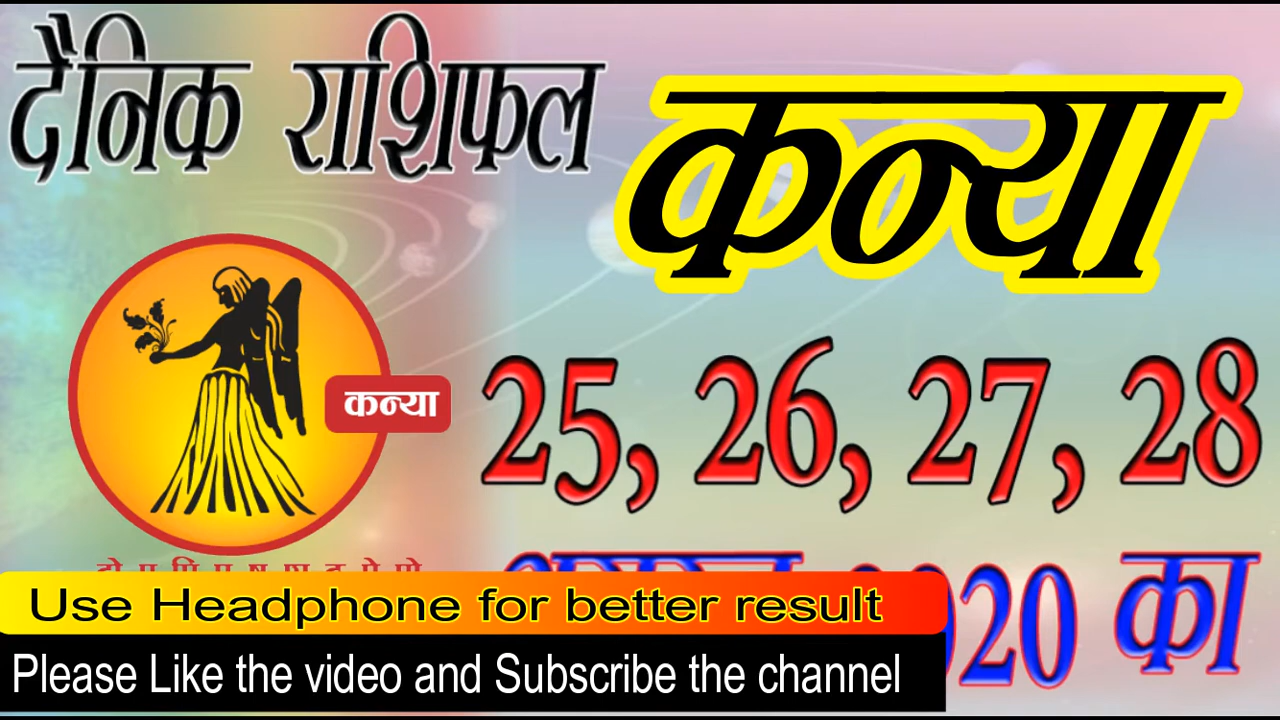 दैनिक राशिफल
कन्या
कन्या
25, 26, 27, 28
2020 का
Use Headphone for better result
Please Like the video and Subscribe the channel